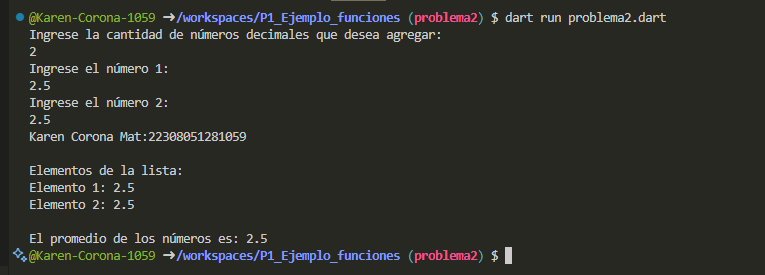 @Karen-Corona-1059 ➜/workspaces/P1_Ejemplo_funciones (problema2) $ dart run problema2.dart
Ingrese la cantidad de números decimales que desea agregar:
2
Ingrese el número 1:
2.5
Ingrese el número 2:
2.5
Karen Corona Mat:22308051281059
Elementos de la lista:
Elemento 1: 2.5
Elemento 2: 2.5
El promedio de los números es: 2.5
@Karen-Corona-1059 ➜/workspaces/P1_Ejemplo_funciones (problema2) $